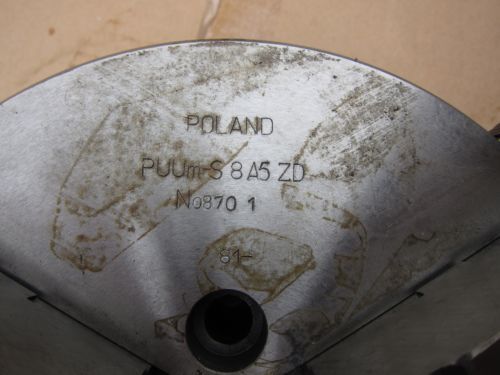 POLAND
PUUm-S 8 A5 ZD
No870 1
81-